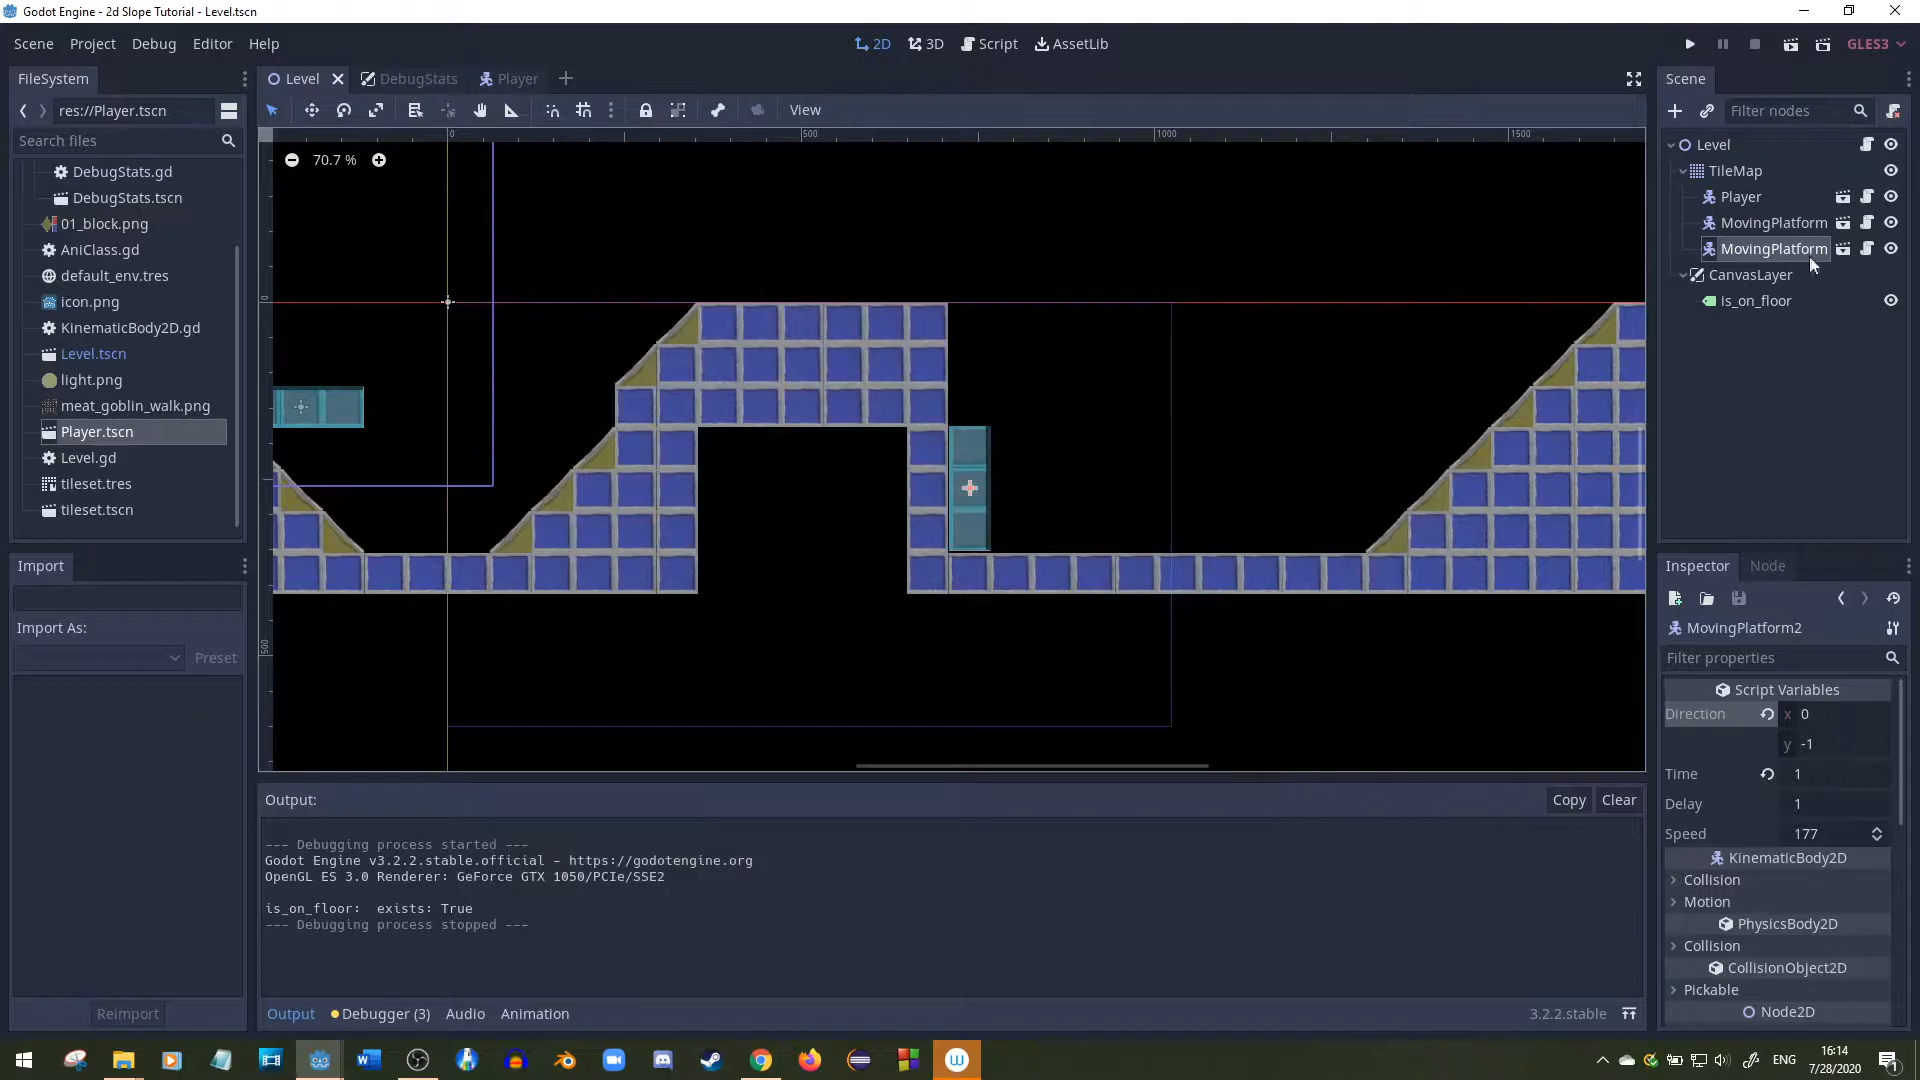 Godot Engine - 2d Slope Tutorial - Level.tscn
Scene Project Debug Editor Help
2D 3D Script AssetLib
GLES3
FileSystem
Level DebugStats Player
Scene
res://Player.tscn
View
Filter nodes
Search files
0 500 1000 1500
70.7 %
Level
TileMap
Player
MovingPlatform
MovingPlatform
CanvasLayer
is_on_floor
DebugStats.gd
DebugStats.tscn
01_block.png
AniClass.gd
default_env.tres
icon.png
KinematicBody2D.gd
Level.tscn
light.png
meat_goblin_walk.png
Player.tscn
Level.gd
tileset.tres
tileset.tscn
0
500
Import
Import As:
Preset
Reimport
Inspector Node
MovingPlatform2
Filter properties
Script Variables
Direction x 0
y -1
Time 1
Delay 1
Speed 177
KinematicBody2D
Collision
Motion
PhysicsBody2D
Collision
CollisionObject2D
Pickable
Node2D
Output:
Copy Clear
--- Debugging process started ---
Godot Engine v3.2.2.stable.official - https://godotengine.org
OpenGL ES 3.0 Renderer: GeForce GTX 1050/PCIe/SSE2
is_on_floor:  exists: True
--- Debugging process stopped ---
Output Debugger (3) Audio Animation
3.2.2.stable
ENG
16:14
7/28/2020
1